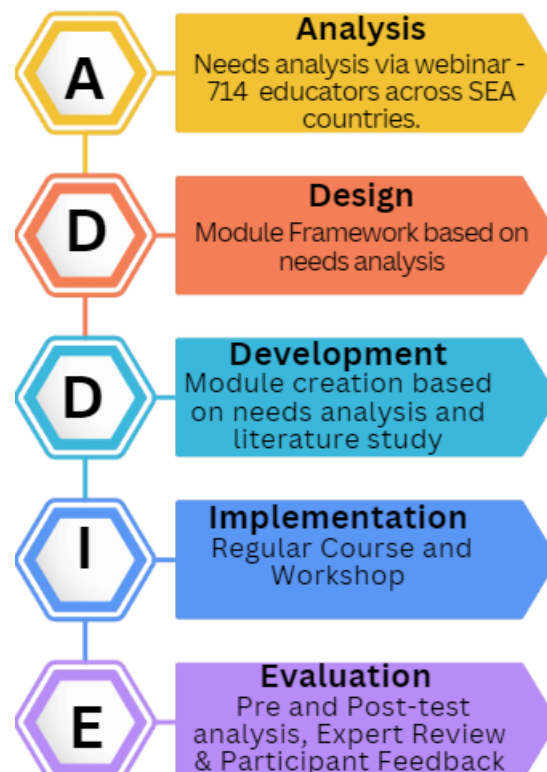 A
Analysis
Needs analysis via webinar -
714 educators across SEA
countries.
D
Design
Module Framework based on
needs analysis
D
Development
Module creation based
on needs analysis and
literature study
I
Implementation
Regular Course and
Workshop
E
Evaluation
Pre and Post-test
analysis, Expert Review
& Participant Feedback